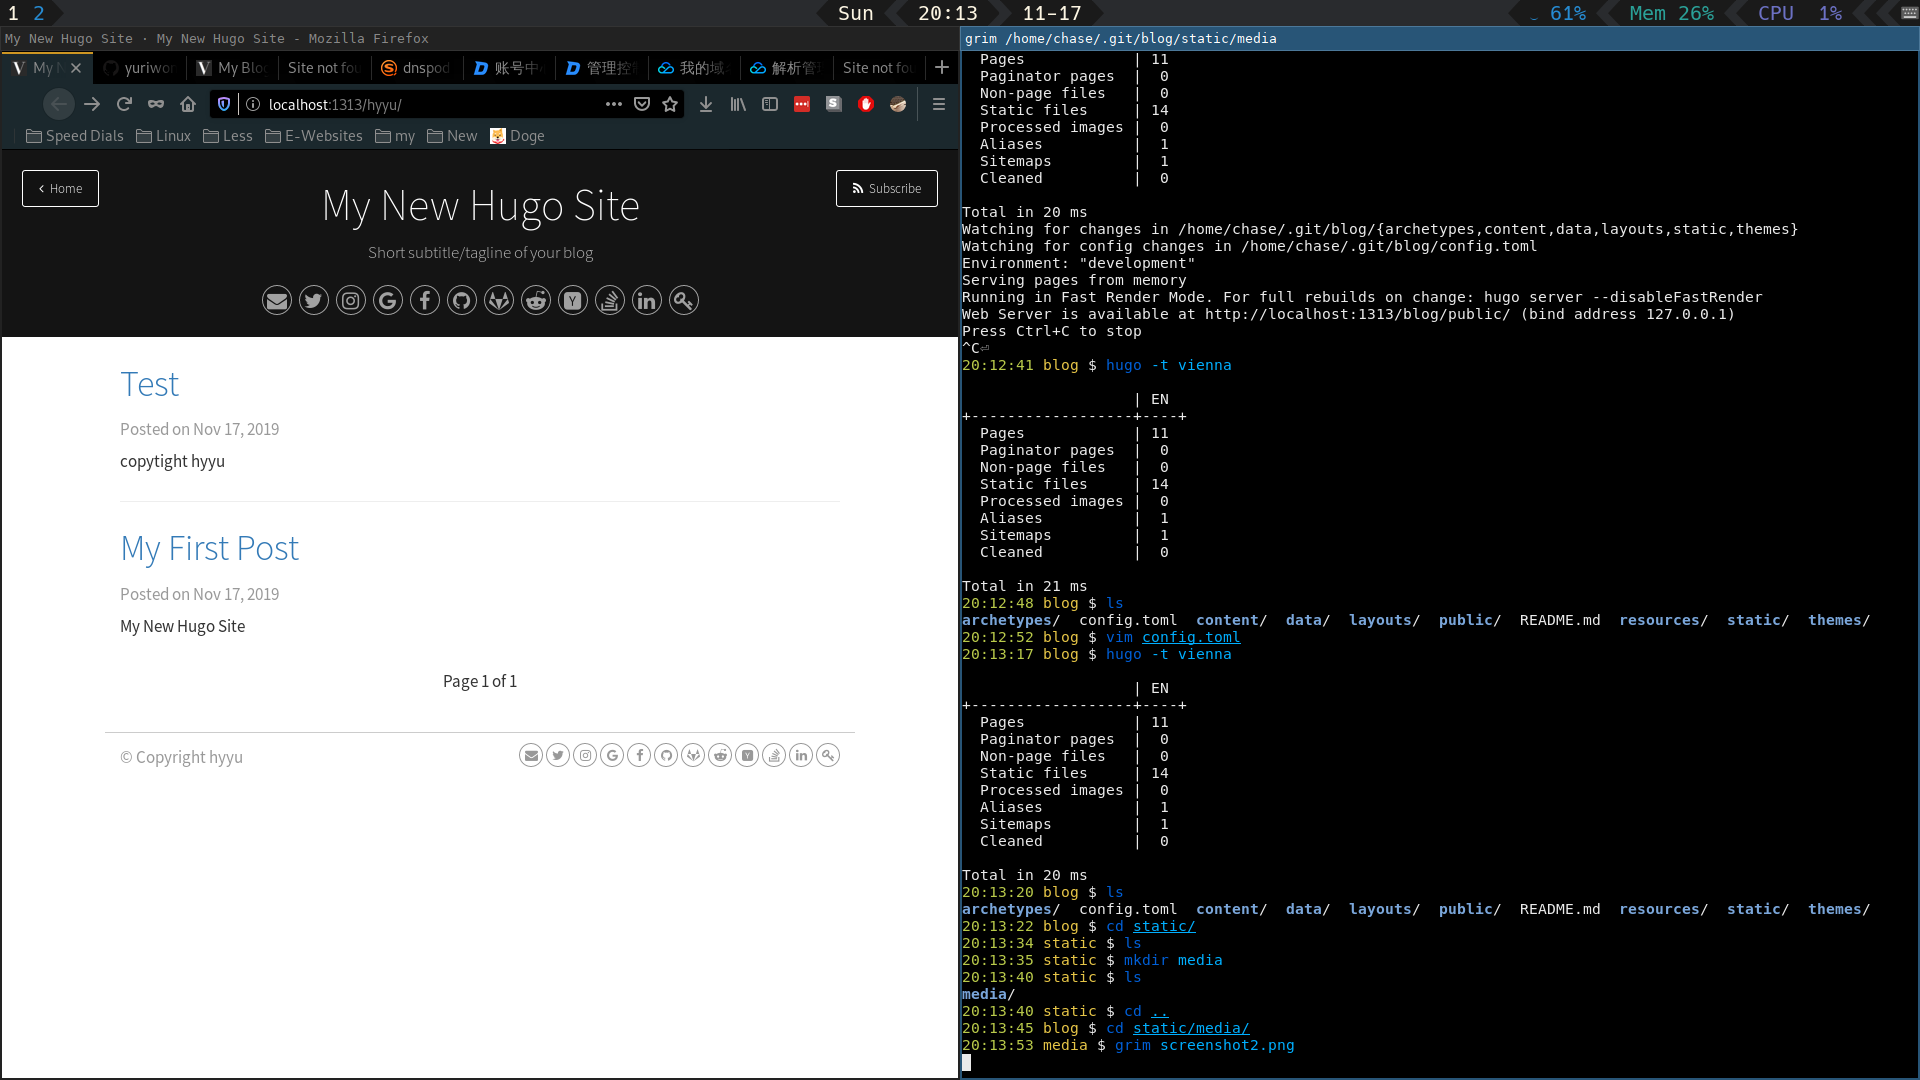 1 2 Sun 20:13 11-17 61% Mem 26% CPU 1%
My New Hugo Site · My New Hugo Site - Mozilla Firefox
My N yuriwor My Blo Site not fou dnspod 账号中 管理控 我的域 解析管 Site not fou
localhost:1313/hyyu/
Speed Dials Linux Less E-Websites my New Doge
Home
My New Hugo Site
Subscribe
Short subtitle/tagline of your blog
Test
Posted on Nov 17, 2019
copytight hyyu
My First Post
Posted on Nov 17, 2019
My New Hugo Site
Page 1 of 1
© Copyright hyyu
grim /home/chase/.git/blog/static/media
Pages | 11
Paginator pages | 0
Non-page files | 0
Static files | 14
Processed images | 0
Aliases | 1
Sitemaps | 1
Cleaned | 0
Total in 20 ms
Watching for changes in /home/chase/.git/blog/{archetypes,content,data,layouts,static,themes}
Watching for config changes in /home/chase/.git/blog/config.toml
Environment: "development"
Serving pages from memory
Running in Fast Render Mode. For full rebuilds on change: hugo server --disableFastRender
Web Server is available at http://localhost:1313/blog/public/ (bind address 127.0.0.1)
Press Ctrl+C to stop
^C⏎
20:12:41 blog $ hugo -t vienna
| EN
+------------------+----+
Pages | 11
Paginator pages | 0
Non-page files | 0
Static files | 14
Processed images | 0
Aliases | 1
Sitemaps | 1
Cleaned | 0
Total in 21 ms
20:12:48 blog $ ls
archetypes/ config.toml content/ data/ layouts/ public/ README.md resources/ static/ themes/
20:12:52 blog $ vim config.toml
20:13:17 blog $ hugo -t vienna
| EN
+------------------+----+
Pages | 11
Paginator pages | 0
Non-page files | 0
Static files | 14
Processed images | 0
Aliases | 1
Sitemaps | 1
Cleaned | 0
Total in 20 ms
20:13:20 blog $ ls
archetypes/ config.toml content/ data/ layouts/ public/ README.md resources/ static/ themes/
20:13:22 blog $ cd static/
20:13:34 static $ ls
20:13:35 static $ mkdir media
20:13:40 static $ ls
media/
20:13:40 static $ cd ..
20:13:45 blog $ cd static/media/
20:13:53 media $ grim screenshot2.png